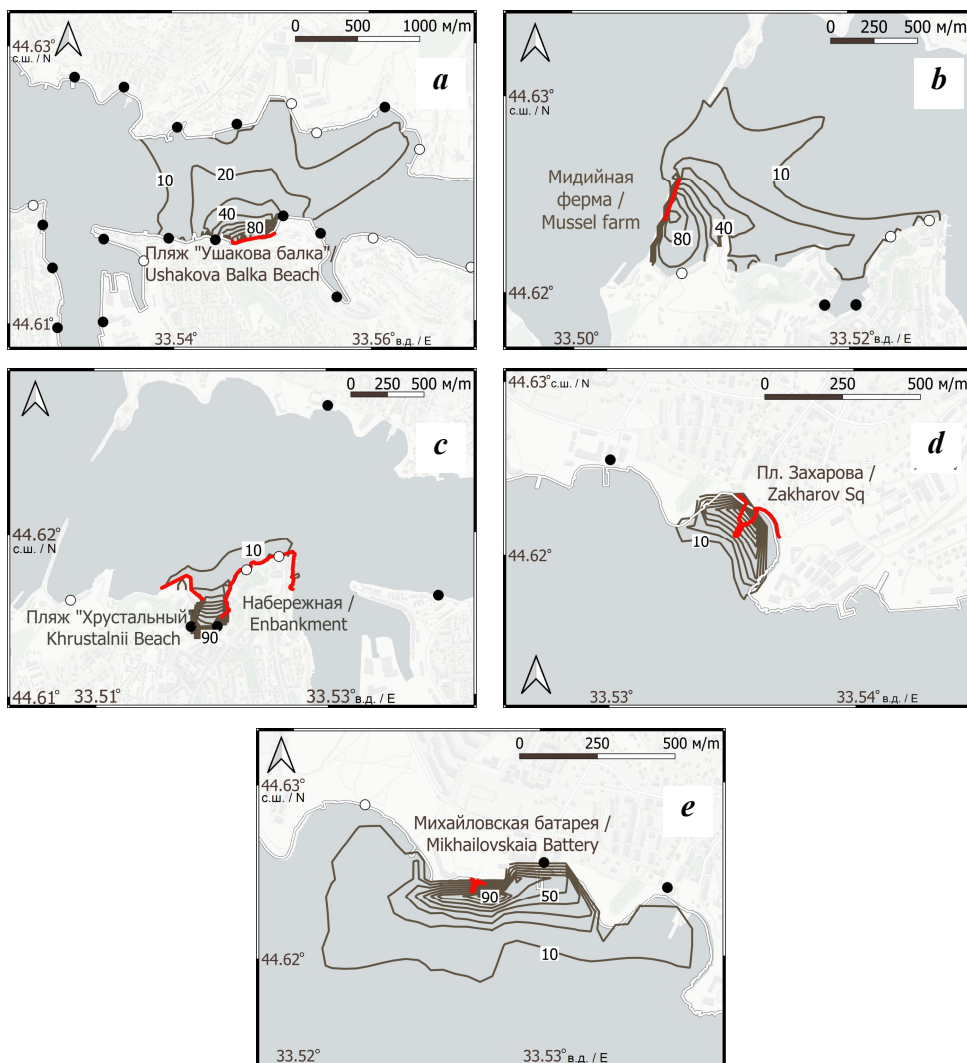 0 500 1000 м/m
44.63°
с.ш. / N
a
10
20
40
80
Пляж "Ушакова балка"/
Ushakova Balka Beach
44.61°
33.54°
33.56°
в.д. / E
0 250 500 м/m
b
44.63°
с.ш. / N
10
Мидийная
ферма /
Mussel farm
40
80
44.62°
33.50°
33.52°
в.д. / E
0 250 500 м/m
c
44.62°
с.ш. / N
10
Пляж "Хрустальный
Khrustalnii Beach
Набережная /
Enbankment
90
44.61°
33.51°
33.53°
в.д. / E
44.63°
с.ш. / N
0 250 500 м/m
d
Пл. Захарова /
Zakharov Sq
10
44.62°
33.53°
33.54°
в.д. / E
0 250 500 м/m
44.63°
с.ш. / N
e
Михайловская батарея /
Mikhailovskaia Battery
90
50
10
44.62°
33.52°
33.53°
в.д. / E